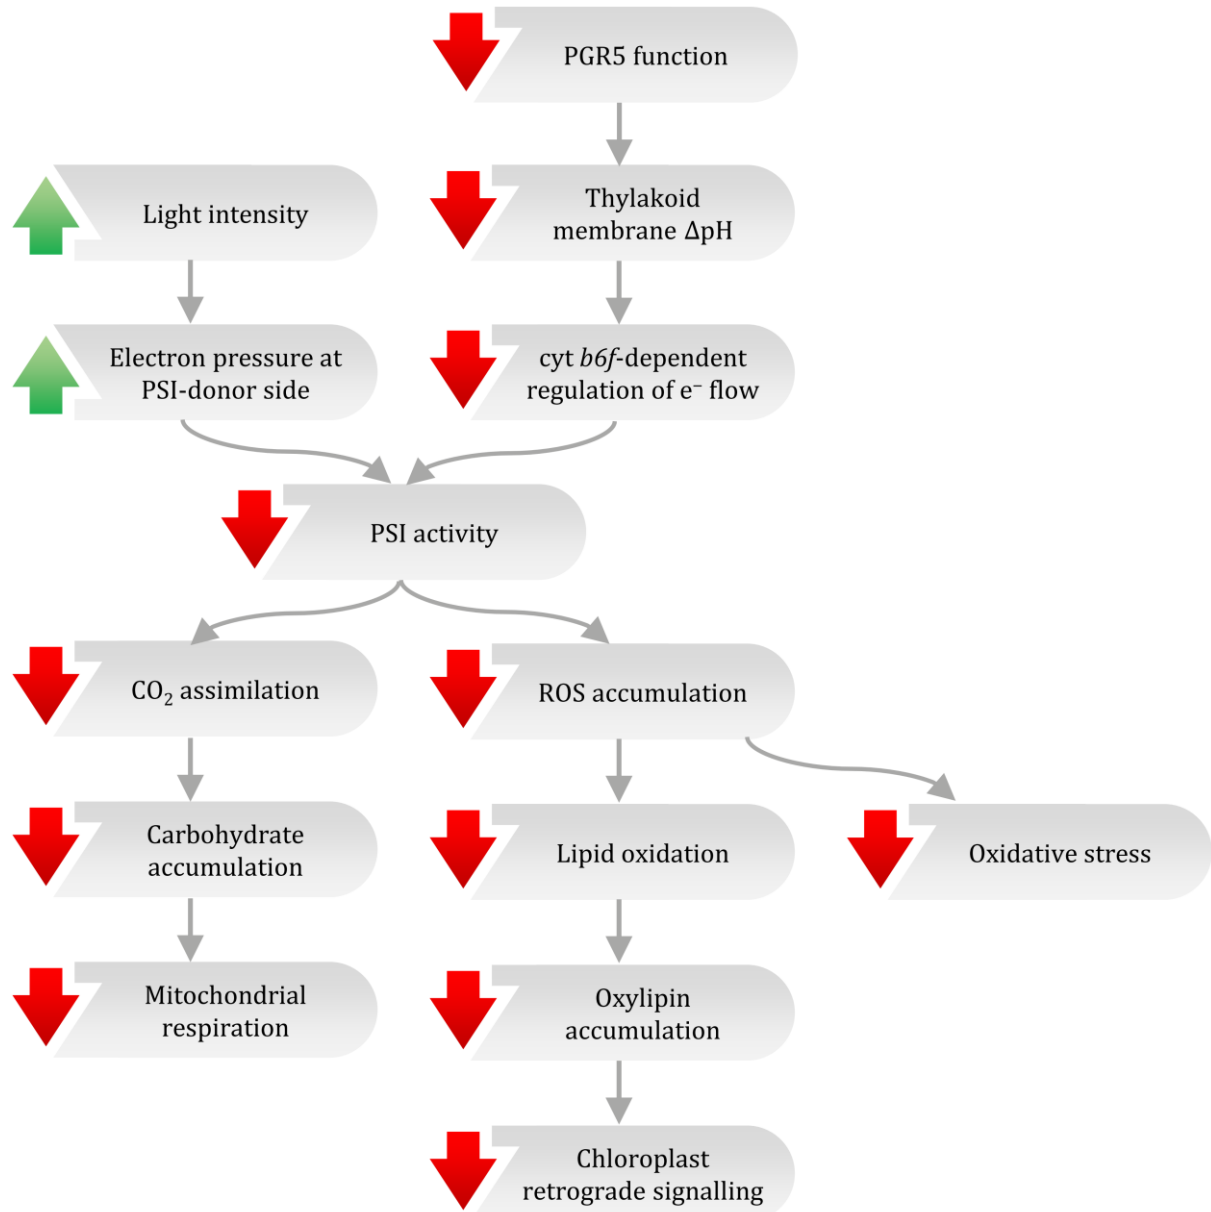 PGR5 function
Light intensity
Thylakoid
membrane ΔpH
Electron pressure at
PSI-donor side
cyt b6f-dependent
regulation of e⁻ flow
PSI activity
CO₂ assimilation
ROS accumulation
Carbohydrate
accumulation
Lipid oxidation
Oxidative stress
Mitochondrial
respiration
Oxylipin
accumulation
Chloroplast
retrograde signalling